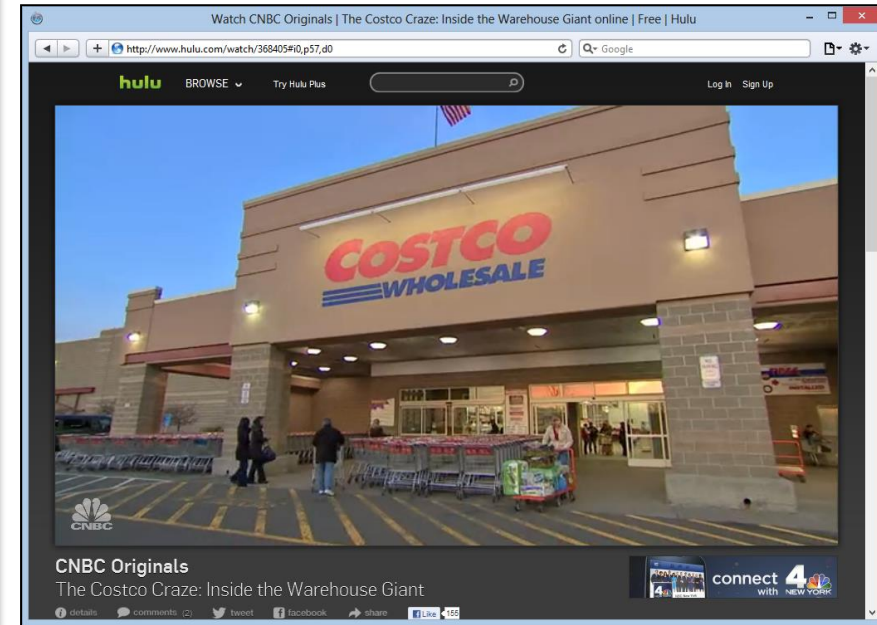 Watch CNBC Originals | The Costco Craze: Inside the Warehouse Giant online | Free | Hulu
http://www.hulu.com/watch/368405#i0,p57,d0
Google
hulu BROWSE Try Hulu Plus Log In Sign Up
COSTCO
WHOLESALE
CNBC
CNBC Originals
The Costco Craze: Inside the Warehouse Giant
connect 4
with NEW YORK
details comments (2) tweet facebook share Like 155